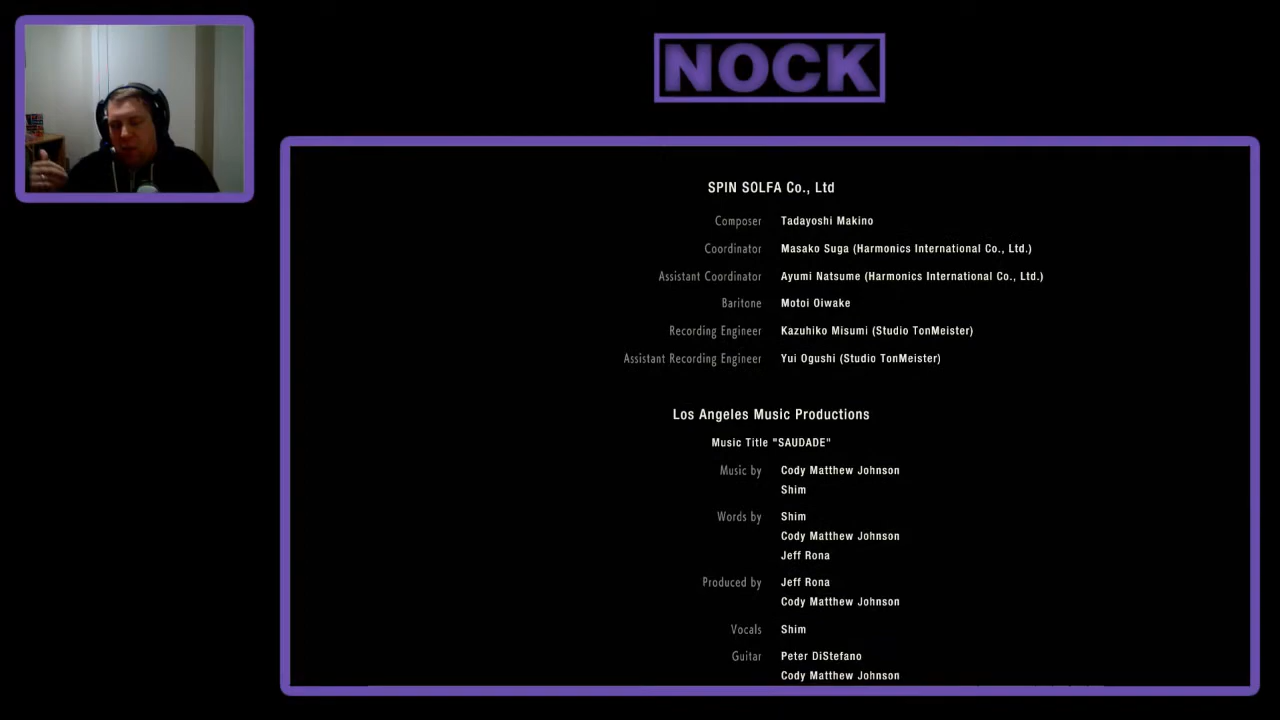 NOCK
SPIN SOLFA Co., Ltd
Composer Tadayoshi Makino
Coordinator Masako Suga (Harmonics International Co., Ltd.)
Assistant Coordinator Ayumi Natsume (Harmonics International Co., Ltd.)
Baritone Motoi Oiwake
Recording Engineer Kazuhiko Misumi (Studio TonMeister)
Assistant Recording Engineer Yui Ogushi (Studio TonMeister)
Los Angeles Music Productions
Music Title "SAUDADE"
Music by Cody Matthew Johnson
Shim
Words by Shim
Cody Matthew Johnson
Jeff Rona
Produced by Jeff Rona
Cody Matthew Johnson
Vocals Shim
Guitar Peter DiStefano
Cody Matthew Johnson